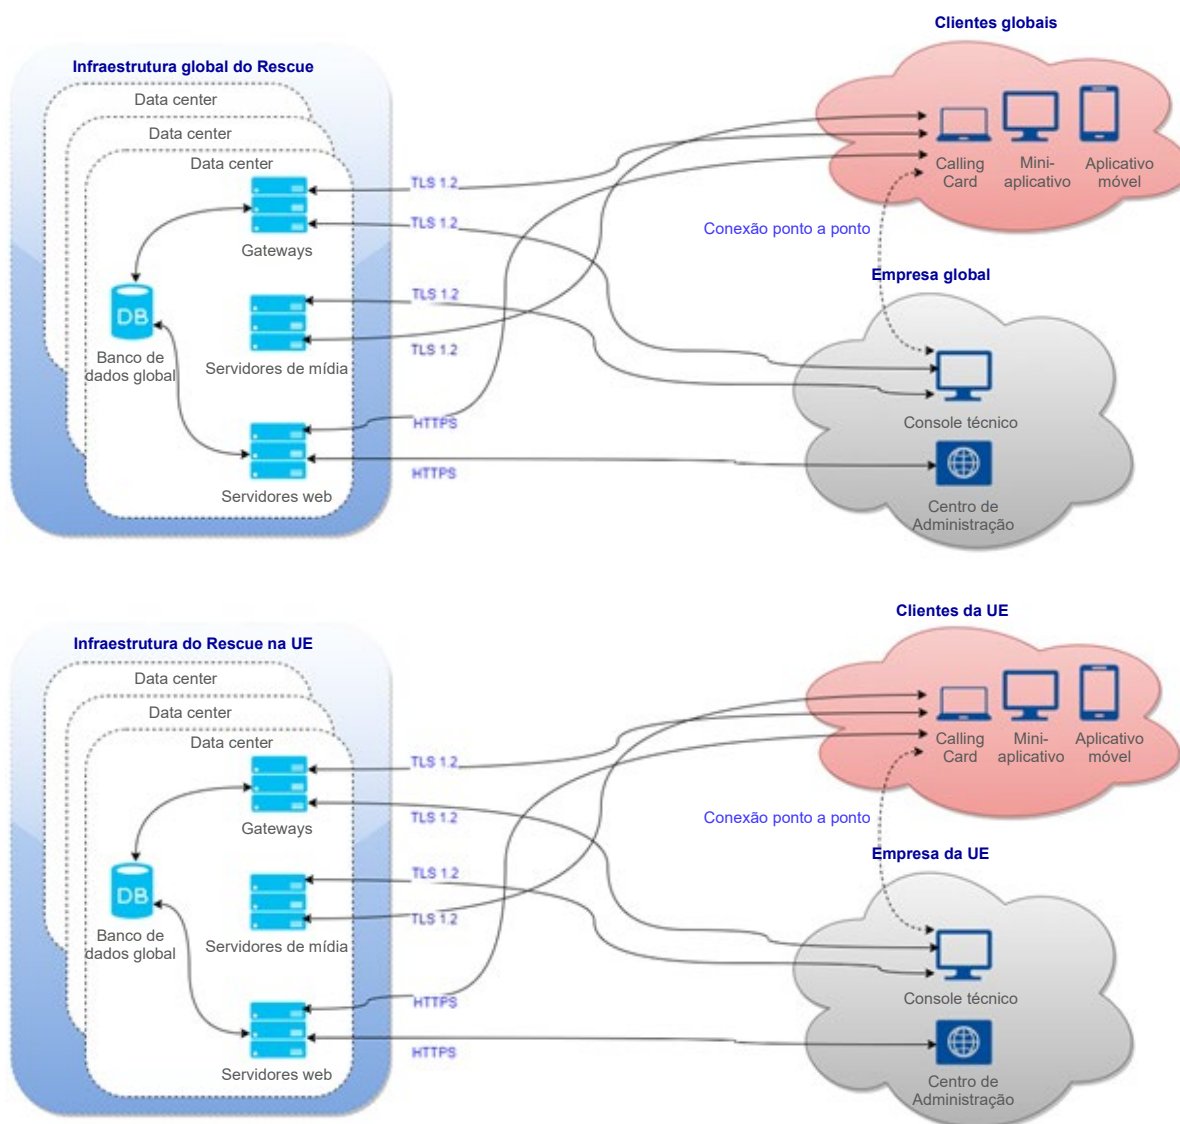 Clientes globais
Infraestrutura global do Rescue
Data center
Data center
Data center
Gateways
DB
Banco de
dados global
Servidores de mídia
Servidores web
TLS 1.2
TLS 1.2
TLS 1.2
TLS 1.2
HTTPS
HTTPS
Calling
Card
Mini-
aplicativo
Aplicativo
móvel
Conexão ponto a ponto
Empresa global
Console técnico
Centro de
Administração
Clientes da UE
Infraestrutura do Rescue na UE
Data center
Data center
Data center
Gateways
DB
Banco de
dados global
Servidores de mídia
Servidores web
TLS 1.2
TLS 1.2
TLS 1.2
TLS 1.2
HTTPS
HTTPS
Calling
Card
Mini-
aplicativo
Aplicativo
móvel
Conexão ponto a ponto
Empresa da UE
Console técnico
Centro de
Administração